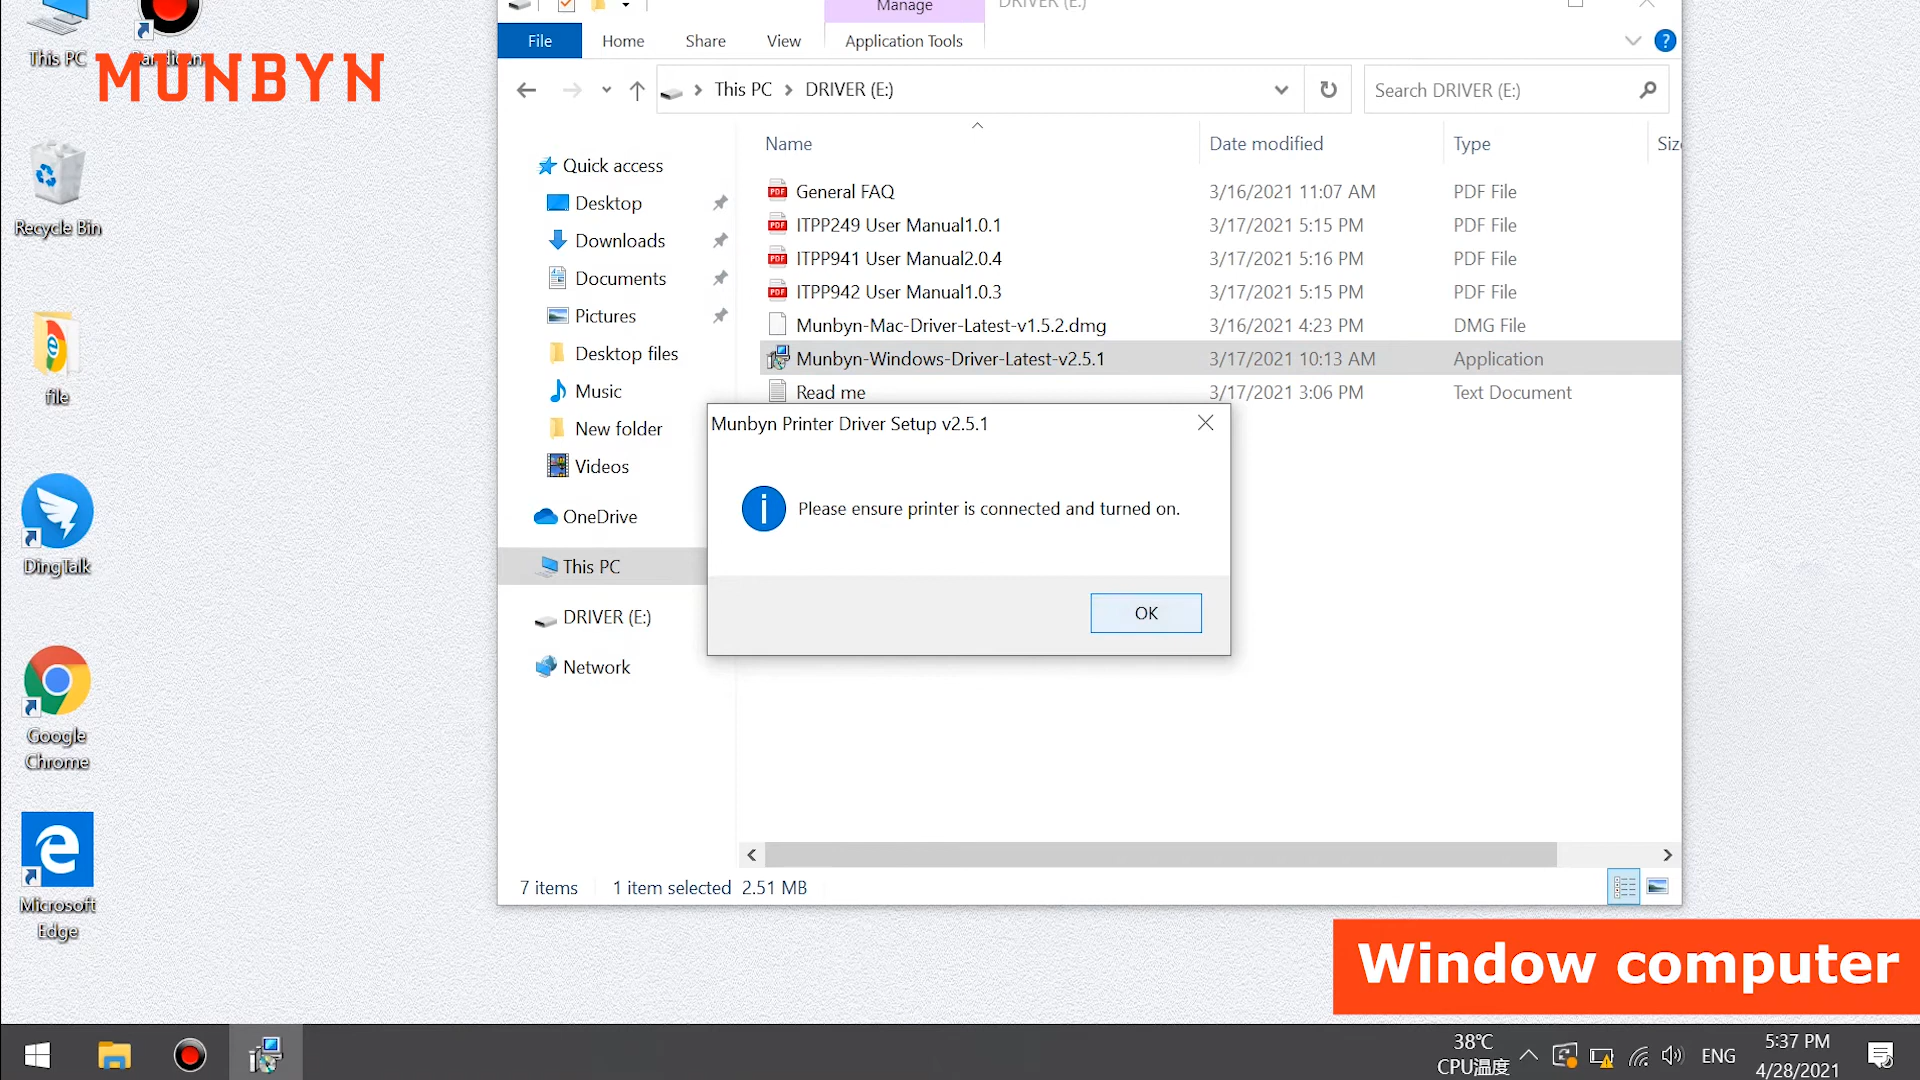 Manage
DRIVER (E:)
File
Home
Share
View
Application Tools
This PC
MUNBYN
This PC
DRIVER (E:)
Search DRIVER (E:)
Name
Date modified
Type
Quick access
Desktop
Downloads
Documents
Pictures
Desktop files
Music
New folder
Videos
OneDrive
This PC
DRIVER (E:)
Network
General FAQ 3/16/2021 11:07 AM PDF File
ITPP249 User Manual1.0.1 3/17/2021 5:15 PM PDF File
ITPP941 User Manual2.0.4 3/17/2021 5:16 PM PDF File
ITPP942 User Manual1.0.3 3/17/2021 5:15 PM PDF File
Munbyn-Mac-Driver-Latest-v1.5.2.dmg 3/16/2021 4:23 PM DMG File
Munbyn-Windows-Driver-Latest-v2.5.1 3/17/2021 10:13 AM Application
Read me 3/17/2021 3:06 PM Text Document
Munbyn Printer Driver Setup v2.5.1
Please ensure printer is connected and turned on.
OK
Recycle Bin
file
DingTalk
Google
Chrome
Microsoft
Edge
7 items 1 item selected 2.51 MB
Window computer
38℃
CPU温度
ENG
5:37 PM
4/28/2021